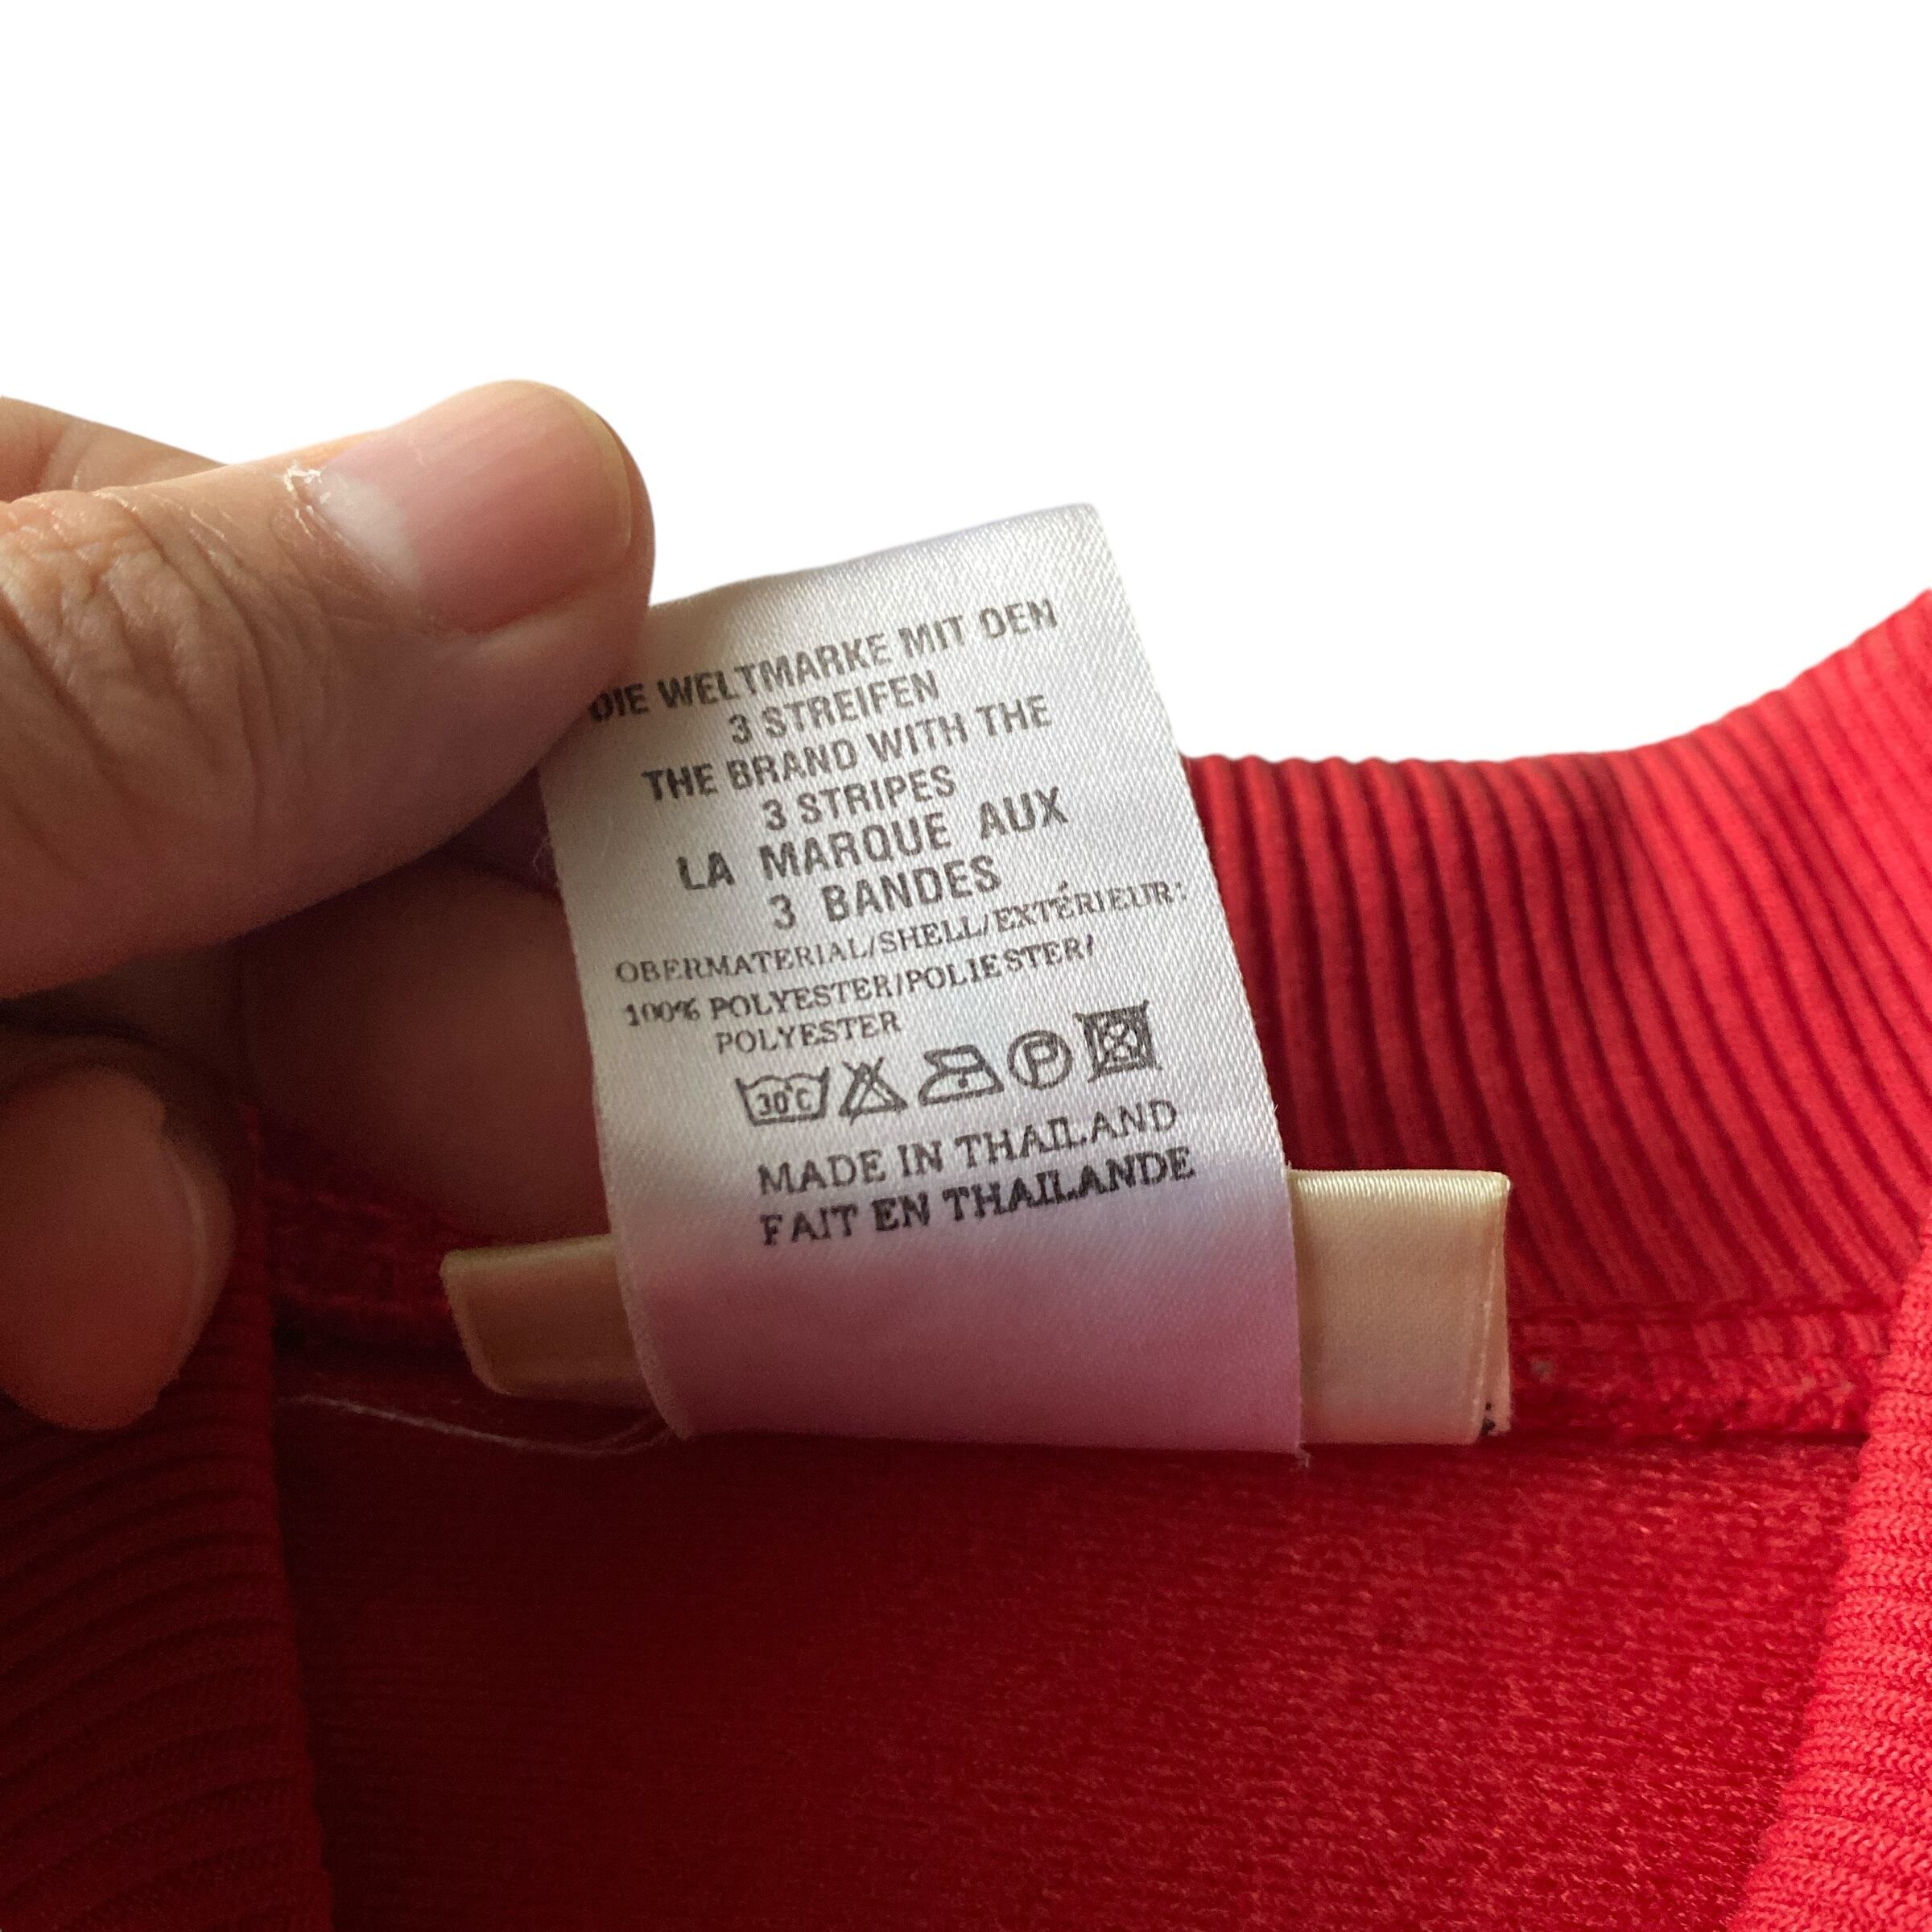 DIE WELTMARKE MIT DEN
3 STREIFEN
THE BRAND WITH THE
3 STRIPES
LA MARQUE AUX
3 BANDES
OBERMATERIAL/SHELL/EXTÉRIEUR:
100% POLYESTER/POLIESTER/
POLYESTER
30°C P
MADE IN THAILAND
FAIT EN THAILANDE